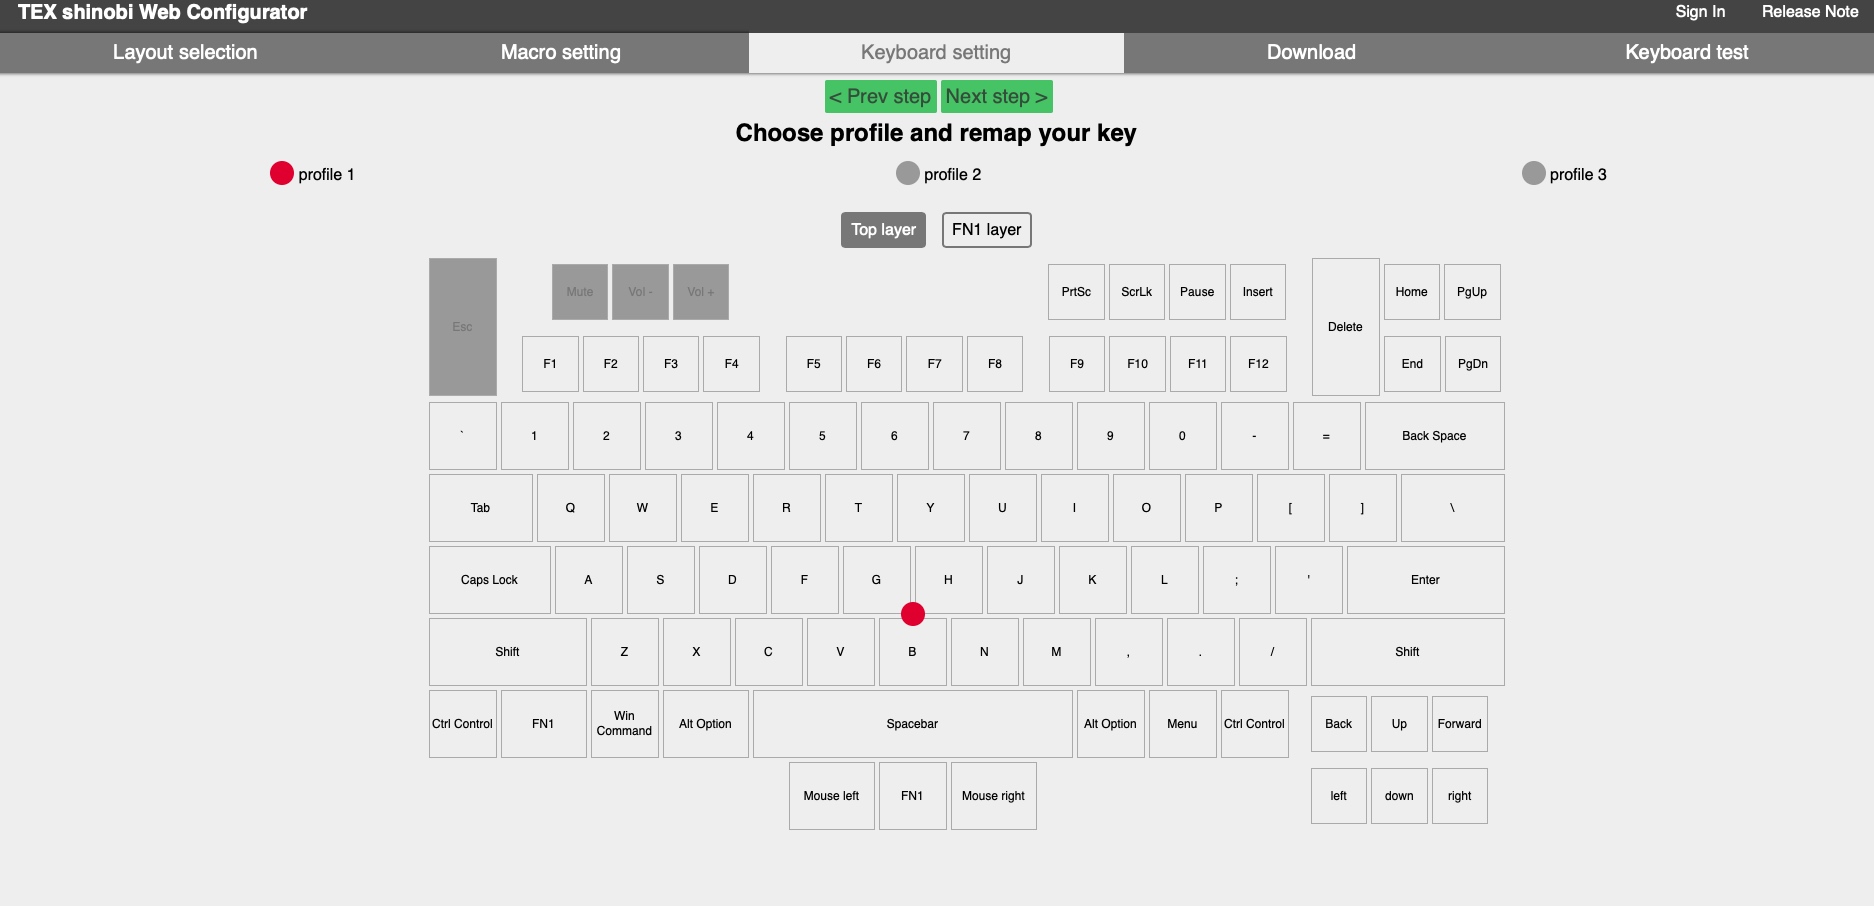 TEX shinobi Web Configurator
Sign In
Release Note
Layout selection
Macro setting
Keyboard setting
Download
Keyboard test
< Prev step
Next step >
Choose profile and remap your key
profile 1
profile 2
profile 3
Top layer
FN1 layer
Esc
Mute
Vol -
Vol +
PrtSc
ScrLk
Pause
Insert
Delete
Home
PgUp
F1
F2
F3
F4
F5
F6
F7
F8
F9
F10
F11
F12
End
PgDn
`
1
2
3
4
5
6
7
8
9
0
-
=
Back Space
Tab
Q
W
E
R
T
Y
U
I
O
P
[
]
\
Caps Lock
A
S
D
F
G
H
J
K
L
;
'
Enter
Shift
Z
X
C
V
B
N
M
,
.
/
Shift
Ctrl Control
FN1
Win
Command
Alt Option
Spacebar
Alt Option
Menu
Ctrl Control
Back
Up
Forward
Mouse left
FN1
Mouse right
left
down
right